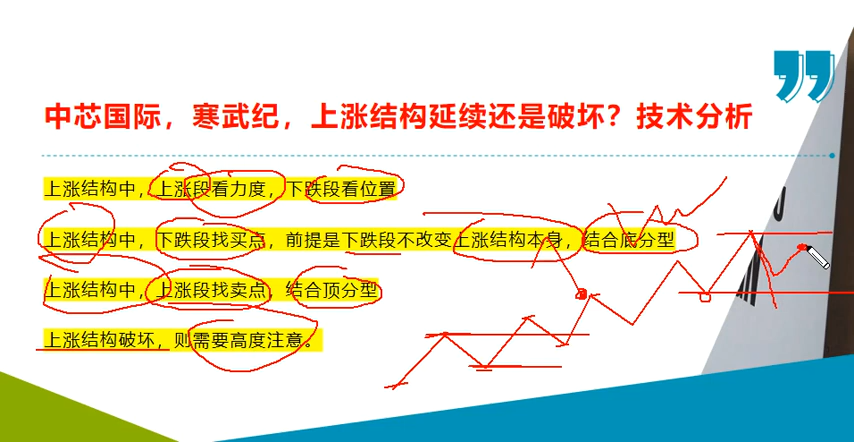 中芯国际，寒武纪，上涨结构延续还是破坏？技术分析
上涨结构中，上涨段看力度，下跌段看位置
上涨结构中，下跌段找买点，前提是下跌段不改变上涨结构本身，结合底分型
上涨结构中，上涨段找卖点，结合顶分型
上涨结构破坏，则需要高度注意。